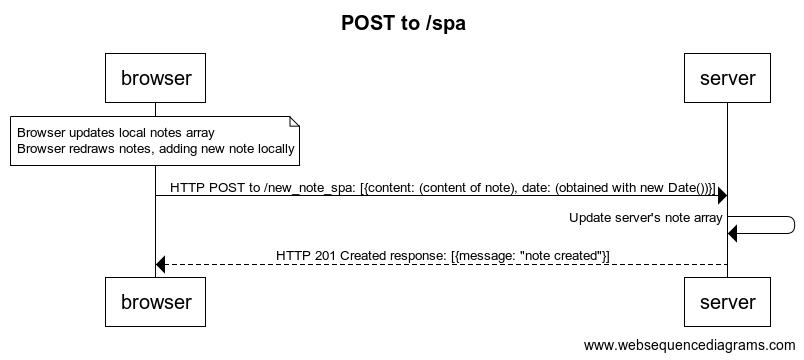 POST to /spa
browser
server
Browser updates local notes array
Browser redraws notes, adding new note locally
HTTP POST to /new_note_spa: [{content: (content of note), date: (obtained with new Date())}]
Update server's note array
HTTP 201 Created response: [{message: "note created"}]
browser
server
www.websequencediagrams.com